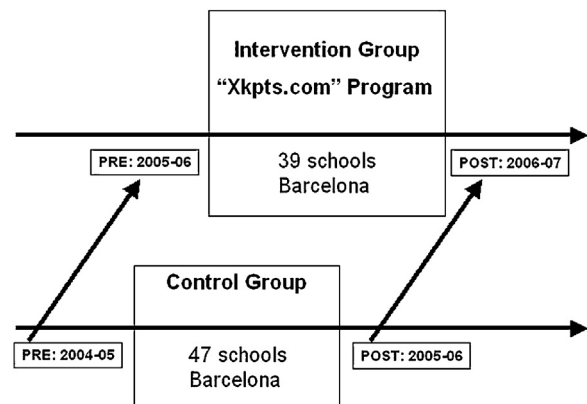 Intervention Group
“Xkpts.com” Program
PRE: 2005-06
39 schools
Barcelona
POST: 2006-07
Control Group
PRE: 2004-05
47 schools
Barcelona
POST: 2005-06